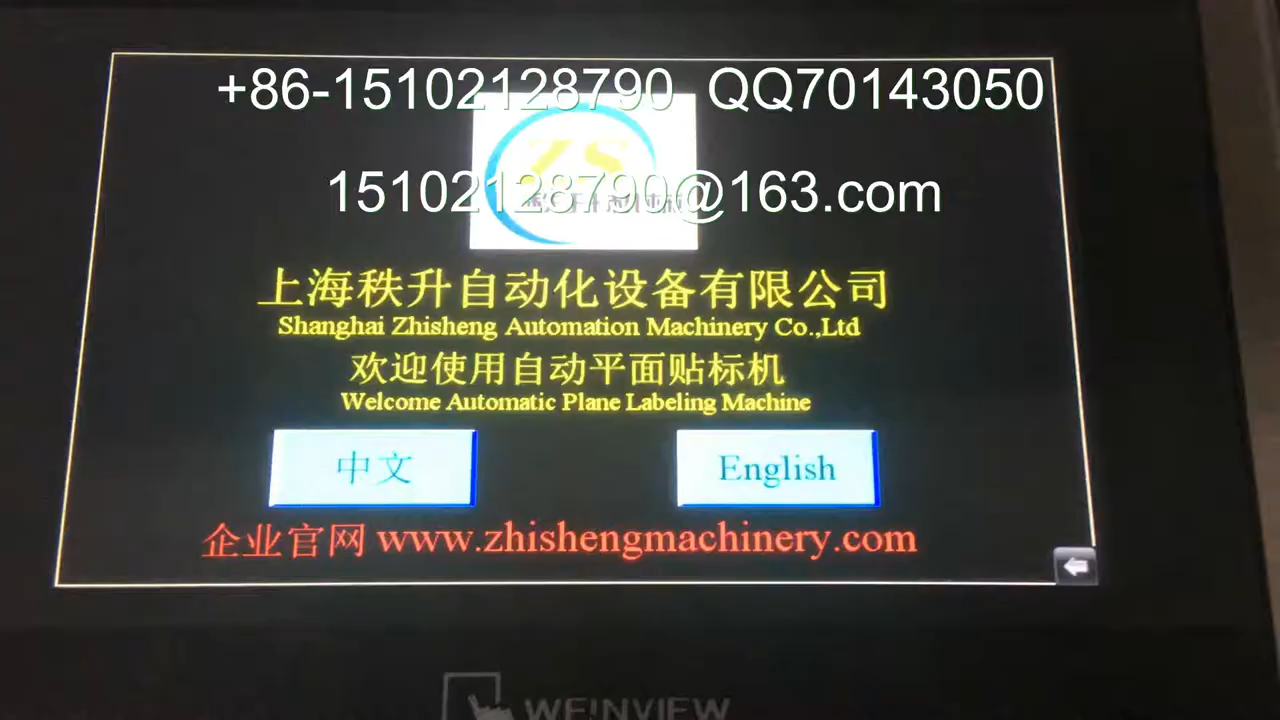 +86-15102128790 QQ70143050
ZS
15102128790@163.com
上海秩升自动化设备有限公司
Shanghai Zhisheng Automation Machinery Co.,Ltd
欢迎使用自动平面贴标机
Welcome Automatic Plane Labeling Machine
中文
English
企业官网 www.zhishengmachinery.com
WEINVIEW